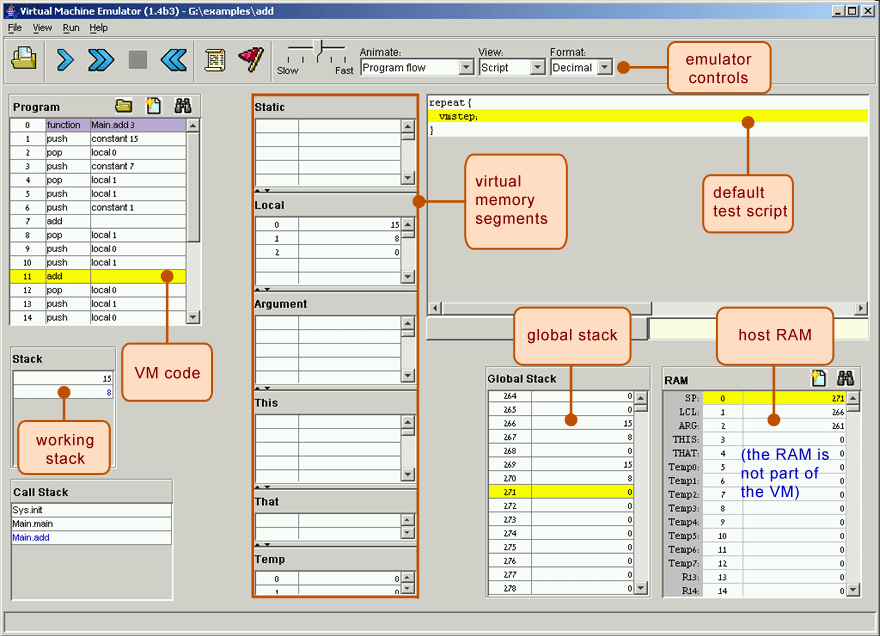 Virtual Machine Emulator (1.4b3) - G:\examples\add
File View Run Help
Animate: View: Format:
Slow Fast Program flow Script Decimal
emulator
controls
Program
0 function Main.add 3
1 push constant 15
2 pop local 0
3 push constant 7
4 pop local 1
5 push local 1
6 push constant 1
7 add
8 pop local 1
9 push local 0
10 push local 1
11 add
12 pop local 0
13 push local 1
14 push local 0
VM code
Stack
15
8
working
stack
Call Stack
Sys.init
Main.main
Main.add
Static
Local
0 15
1 8
2 0
Argument
This
That
Temp
0 0
1 0
virtual
memory
segments
repeat {
vmstep;
}
default
test script
global stack
Global Stack
264 0
265 0
266 15
267 8
268 0
269 15
270 8
271 0
272 0
273 0
274 0
275 0
276 0
277 0
278 0
host RAM
RAM
SP: 0 271
LCL: 1 266
ARG: 2 261
THIS: 3 0
THAT: 4 0
Temp0: 5 0
Temp1: 6 0
Temp2: 7 0
Temp3: 8 0
Temp4: 9 0
Temp5: 10 0
Temp6: 11 0
Temp7: 12 0
R13: 13 0
R14: 14 0
(the RAM is
not part of
the VM)